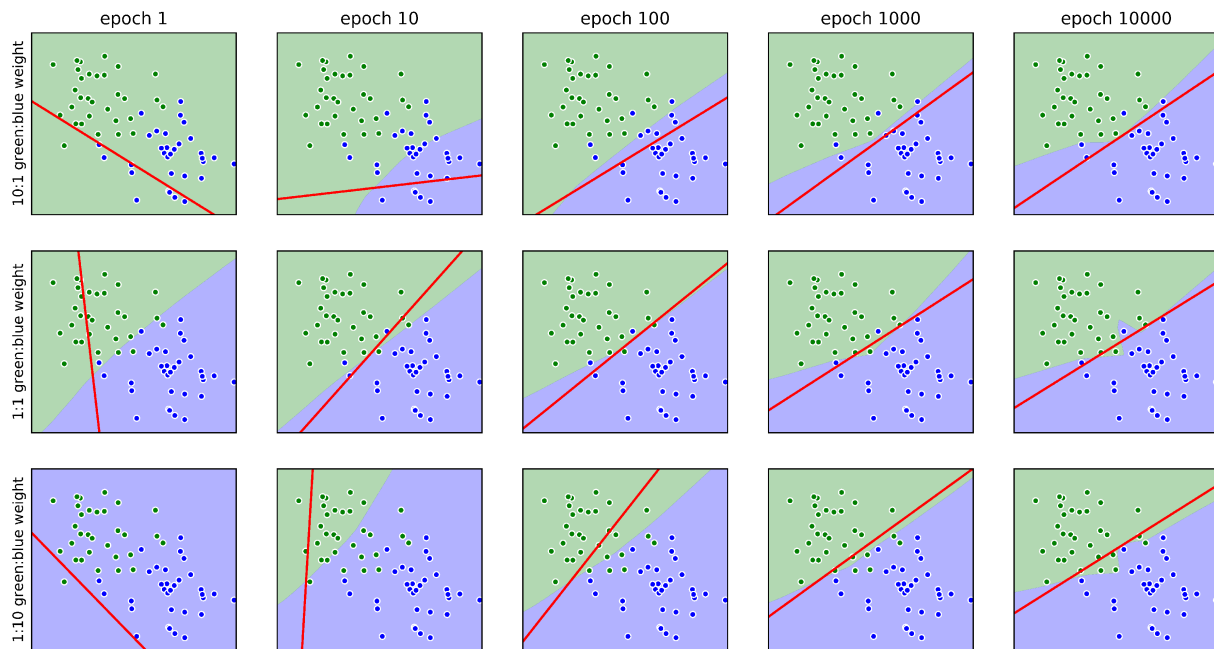 epoch 1
epoch 10
epoch 100
epoch 1000
epoch 10000
10:1 green:blue weight
1:1 green:blue weight
1:10 green:blue weight